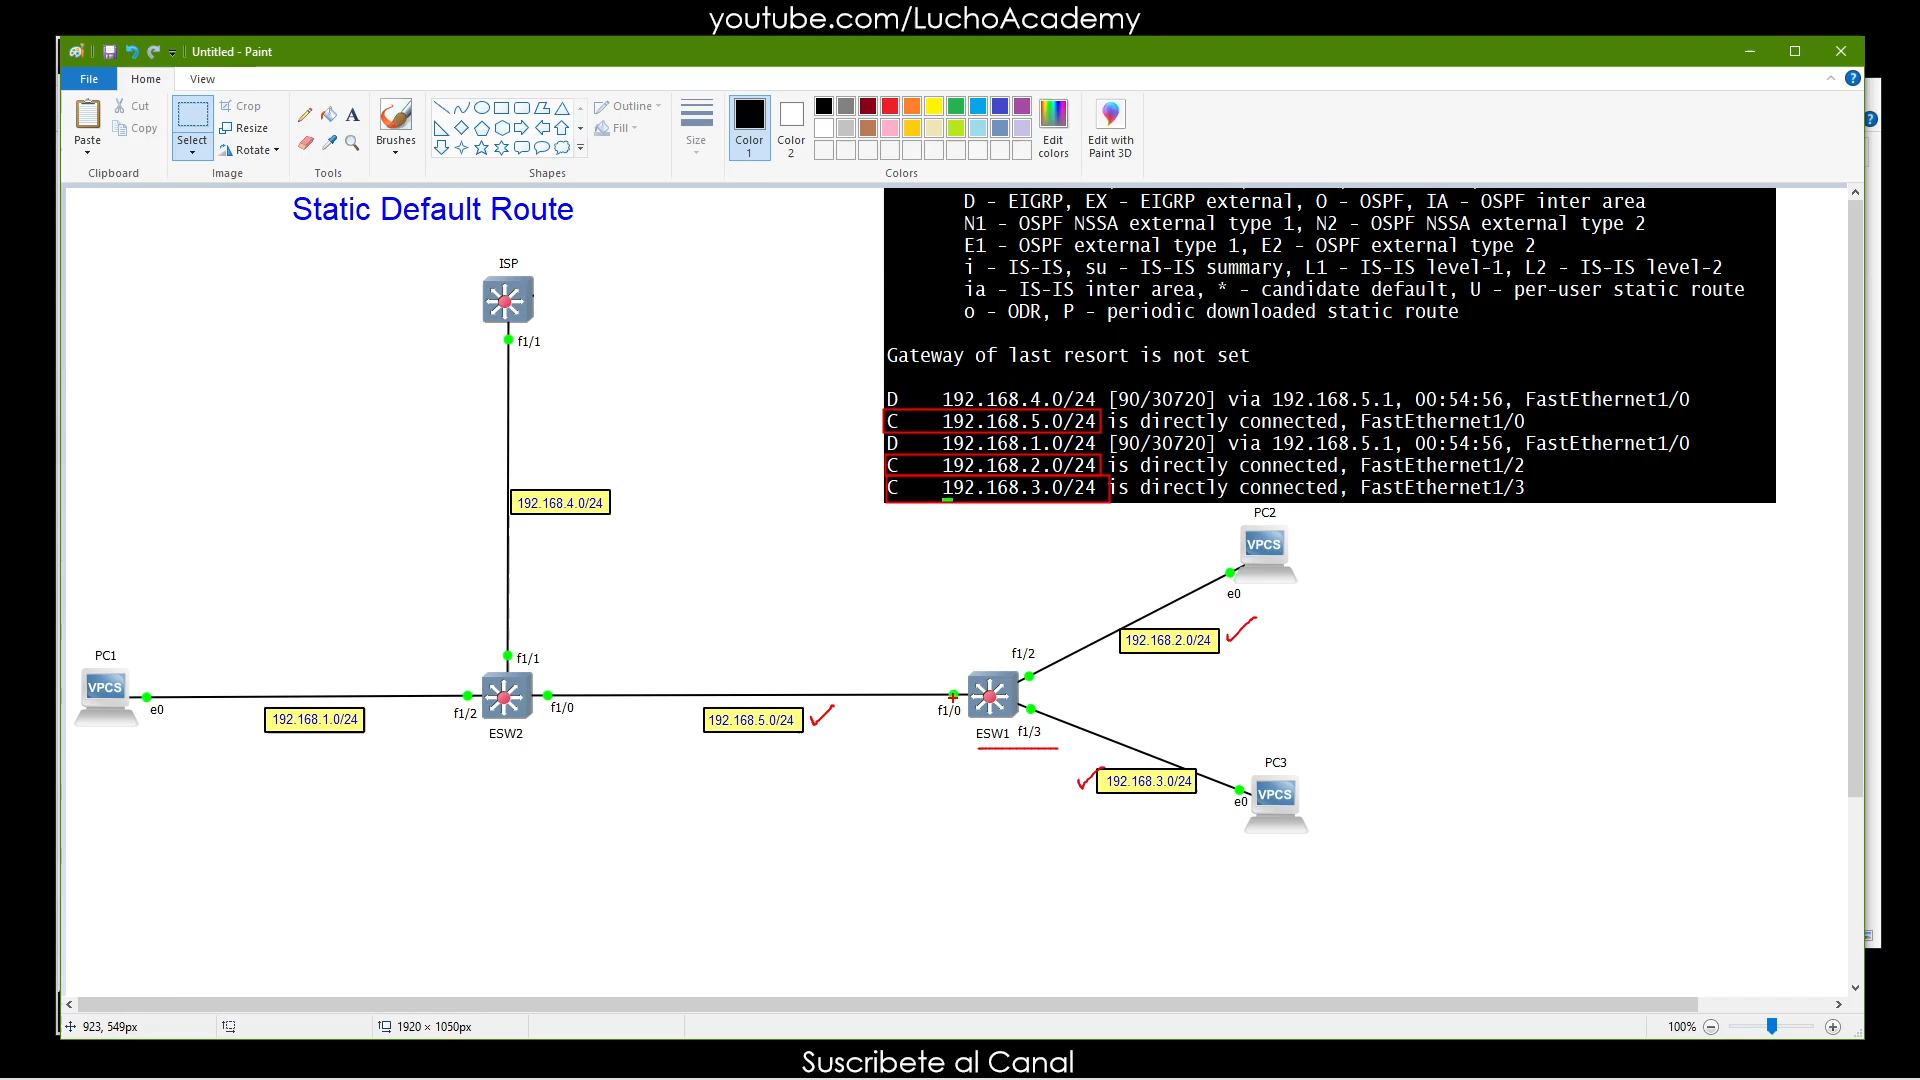 youtube.com/LuchoAcademy
Untitled - Paint
File Home View
Paste
Cut
Copy
Clipboard
Select
Crop
Resize
Rotate
Image
A
Tools
Brushes
Shapes
Outline
Fill
Size
Color 1
Color 2
Edit colors
Colors
Edit with Paint 3D
Static Default Route
D - EIGRP, EX - EIGRP external, O - OSPF, IA - OSPF inter area
N1 - OSPF NSSA external type 1, N2 - OSPF NSSA external type 2
E1 - OSPF external type 1, E2 - OSPF external type 2
i - IS-IS, su - IS-IS summary, L1 - IS-IS level-1, L2 - IS-IS level-2
ia - IS-IS inter area, * - candidate default, U - per-user static route
o - ODR, P - periodic downloaded static route
Gateway of last resort is not set
D 192.168.4.0/24 [90/30720] via 192.168.5.1, 00:54:56, FastEthernet1/0
C 192.168.5.0/24 is directly connected, FastEthernet1/0
D 192.168.1.0/24 [90/30720] via 192.168.5.1, 00:54:56, FastEthernet1/0
C 192.168.2.0/24 is directly connected, FastEthernet1/2
C 192.168.3.0/24 is directly connected, FastEthernet1/3
ISP
f1/1
192.168.4.0/24
PC2
VPCS
e0
192.168.2.0/24
f1/2
PC1
VPCS
e0
192.168.1.0/24
f1/1
f1/2
f1/0
ESW2
192.168.5.0/24
f1/0
ESW1 f1/3
192.168.3.0/24
PC3
VPCS
e0
923, 549px
1920 × 1050px
100%
Suscribete al Canal